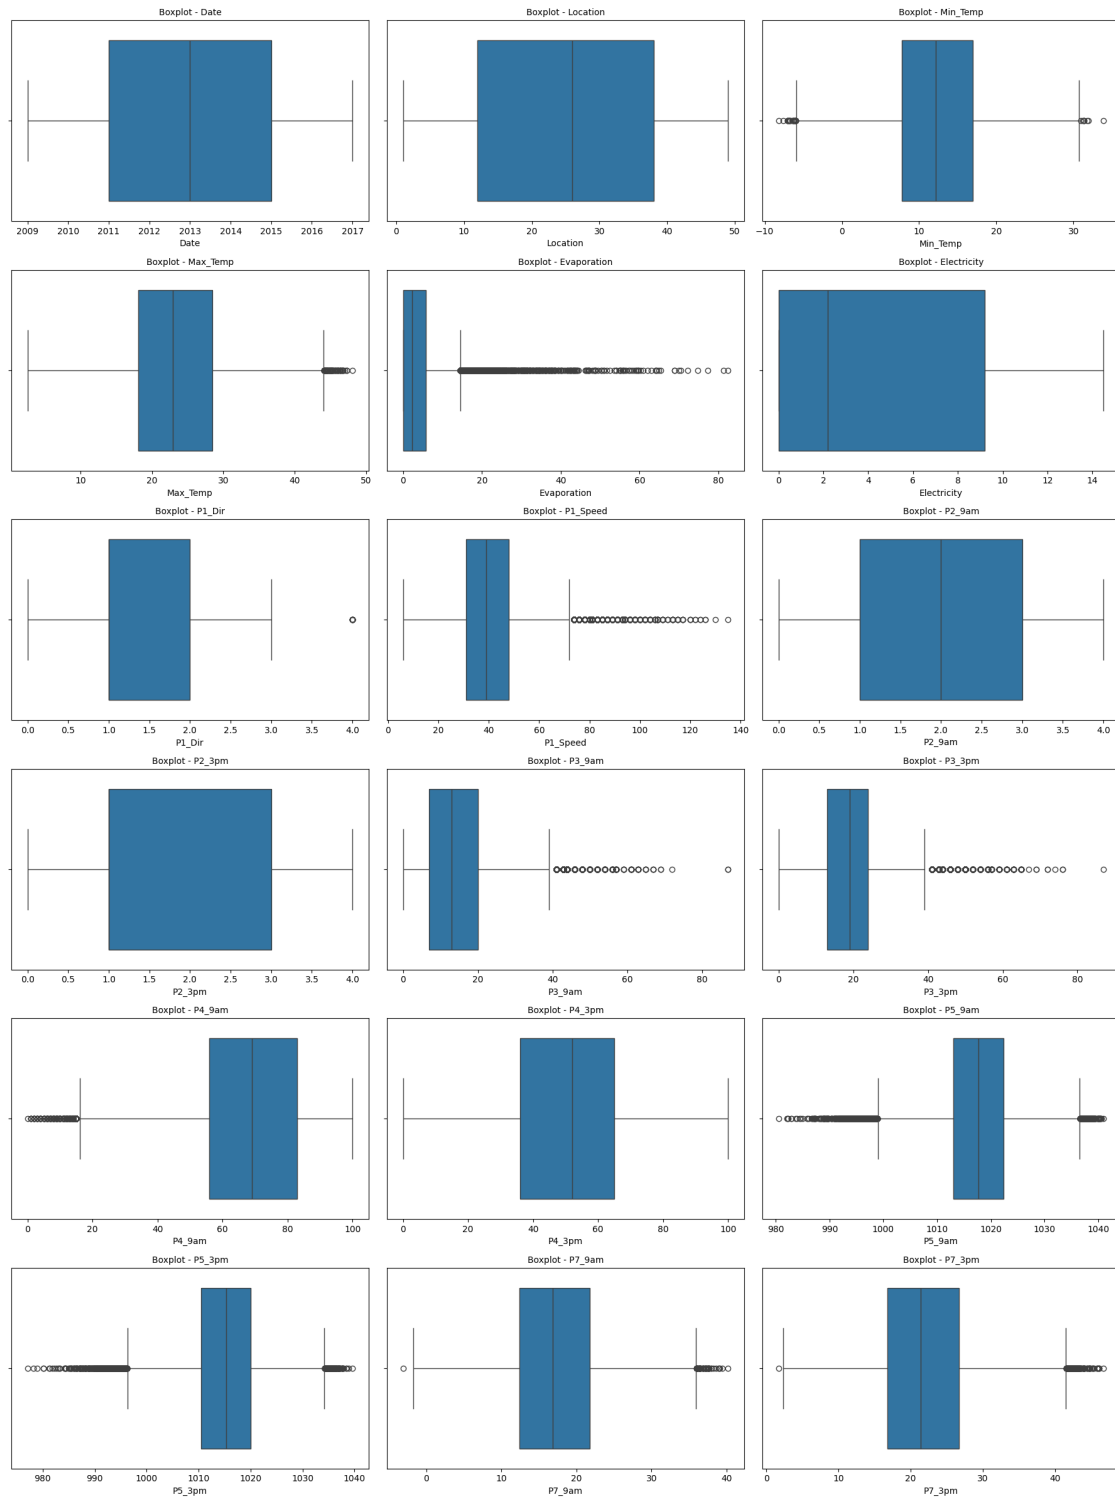 Boxplot - Date
Boxplot - Location
Boxplot - Min_Temp
2009 2010 2011 2012 2013 2014 2015 2016 2017
Date
0 10 20 30 40 50
Location
−10 0 10 20 30
Min_Temp
Boxplot - Max_Temp
Boxplot - Evaporation
Boxplot - Electricity
10 20 30 40 50
Max_Temp
0 20 40 60 80
Evaporation
0 2 4 6 8 10 12 14
Electricity
Boxplot - P1_Dir
Boxplot - P1_Speed
Boxplot - P2_9am
0.0 0.5 1.0 1.5 2.0 2.5 3.0 3.5 4.0
P1_Dir
0 20 40 60 80 100 120 140
P1_Speed
0.0 0.5 1.0 1.5 2.0 2.5 3.0 3.5 4.0
P2_9am
Boxplot - P2_3pm
Boxplot - P3_9am
Boxplot - P3_3pm
0.0 0.5 1.0 1.5 2.0 2.5 3.0 3.5 4.0
P2_3pm
0 20 40 60 80
P3_9am
0 20 40 60 80
P3_3pm
Boxplot - P4_9am
Boxplot - P4_3pm
Boxplot - P5_9am
0 20 40 60 80 100
P4_9am
0 20 40 60 80 100
P4_3pm
980 990 1000 1010 1020 1030 1040
P5_9am
Boxplot - P5_3pm
Boxplot - P7_9am
Boxplot - P7_3pm
980 990 1000 1010 1020 1030 1040
P5_3pm
0 10 20 30 40
P7_9am
0 10 20 30 40
P7_3pm